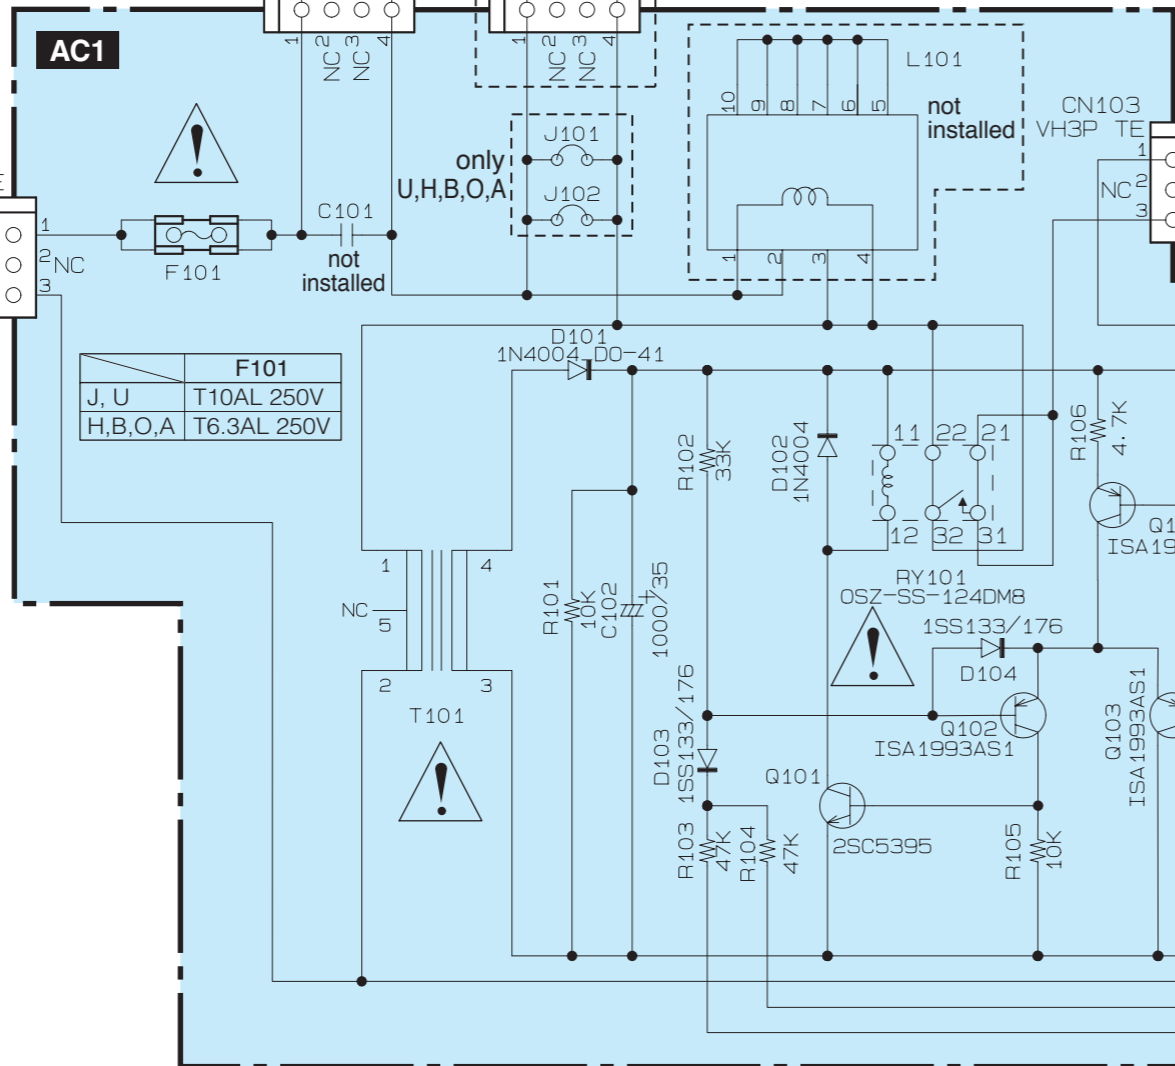 AC1
1
NC 2
NC 3
4
1
NC 2
NC 3
4
L101
not
installed
10
9
8
7
6
5
1
2
3
4
CN103
VH3P TE
1
NC 2
3
only
U,H,B,O,A
J101
J102
E
1
2 NC
3
F101
C101
not
installed
F101
J, U T10AL 250V
H,B,O,A T6.3AL 250V
D101
1N4004 DO-41
R102
33K
D102
1N4004
11 22 21
12 32 31
RY101
OSZ-SS-124DM8
R106
4.7K
ISA19
1
NC
5
2
4
3
T101
R101
10K
C102
+
1000/35
1SS133/176
D104
D103
1SS133/176
Q102
ISA1993AS1
Q103
ISA1993AS1
Q101
2SC5395
R103
47K
R104
47K
R105
10K